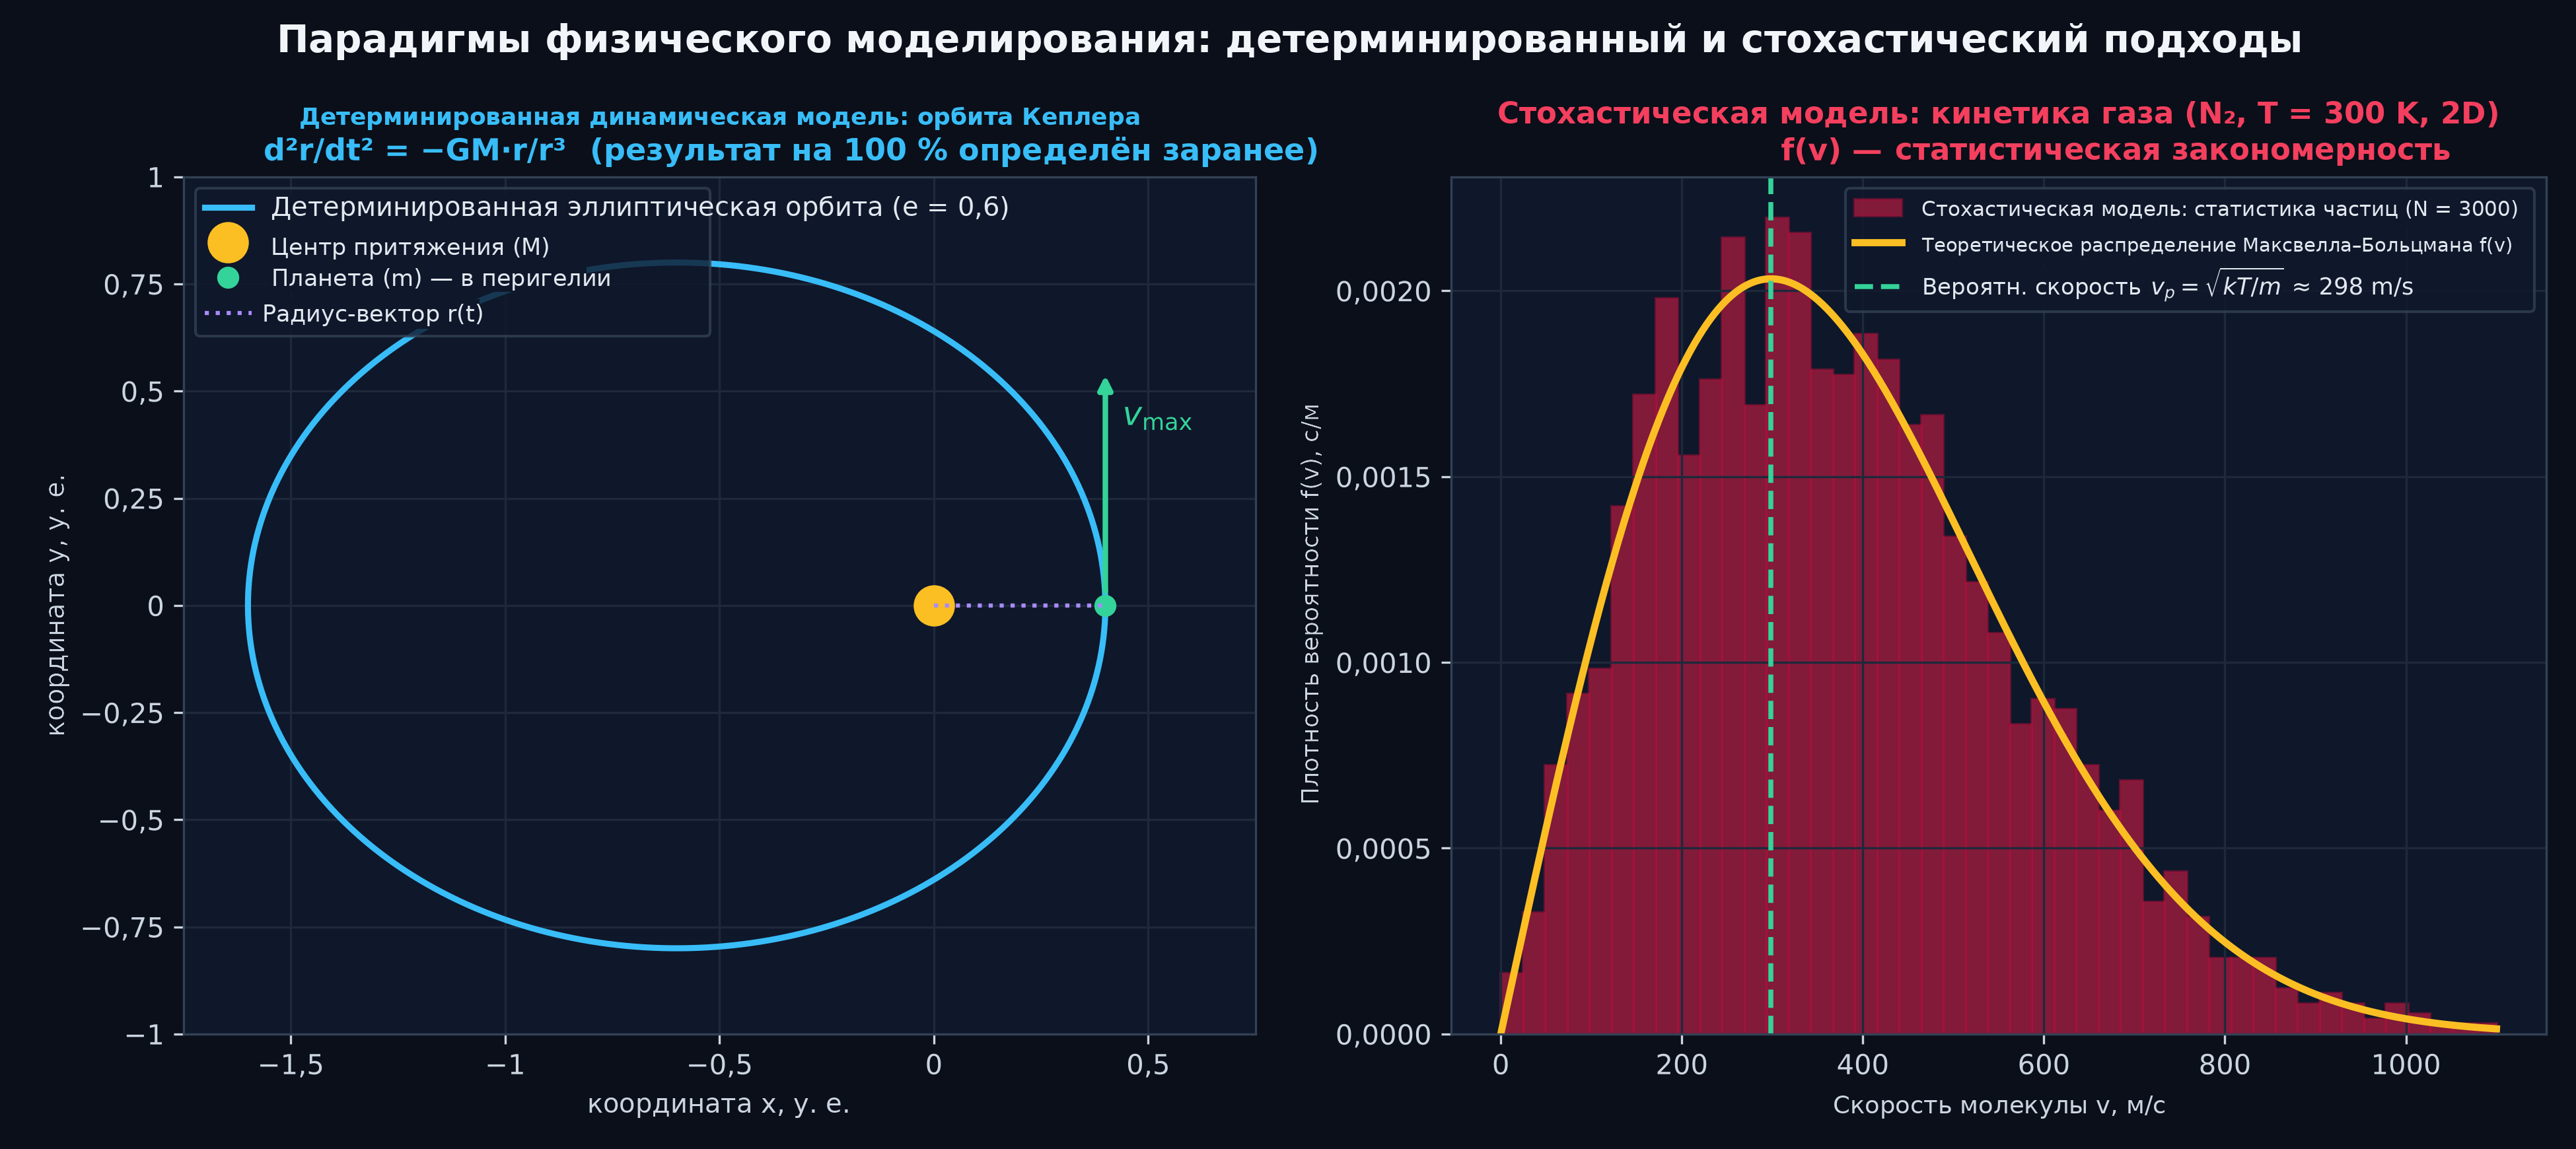 Парадигмы физического моделирования: детерминированный и стохастический подходы
Детерминированная динамическая модель: орбита Кеплера
d²r/dt² = −GM·r/r³ (результат на 100 % определён заранее)
Детерминированная эллиптическая орбита (e = 0,6)
Центр притяжения (M)
Планета (m) — в перигелии
Радиус-вектор r(t)
1
0,75
0,5
0,25
0
−0,25
−0,5
−0,75
−1
координата y, у. е.
v_max
−1,5
−1
−0,5
0
0,5
координата x, у. е.
Стохастическая модель: кинетика газа (N₂, T = 300 K, 2D)
f(v) — статистическая закономерность
Стохастическая модель: статистика частиц (N = 3000)
Теоретическое распределение Максвелла–Больцмана f(v)
Вероятн. скорость v_p = √kT/m ≈ 298 m/s
0,0020
0,0015
0,0010
0,0005
0,0000
Плотность вероятности f(v), с/м
0
200
400
600
800
1000
Скорость молекулы v, м/с